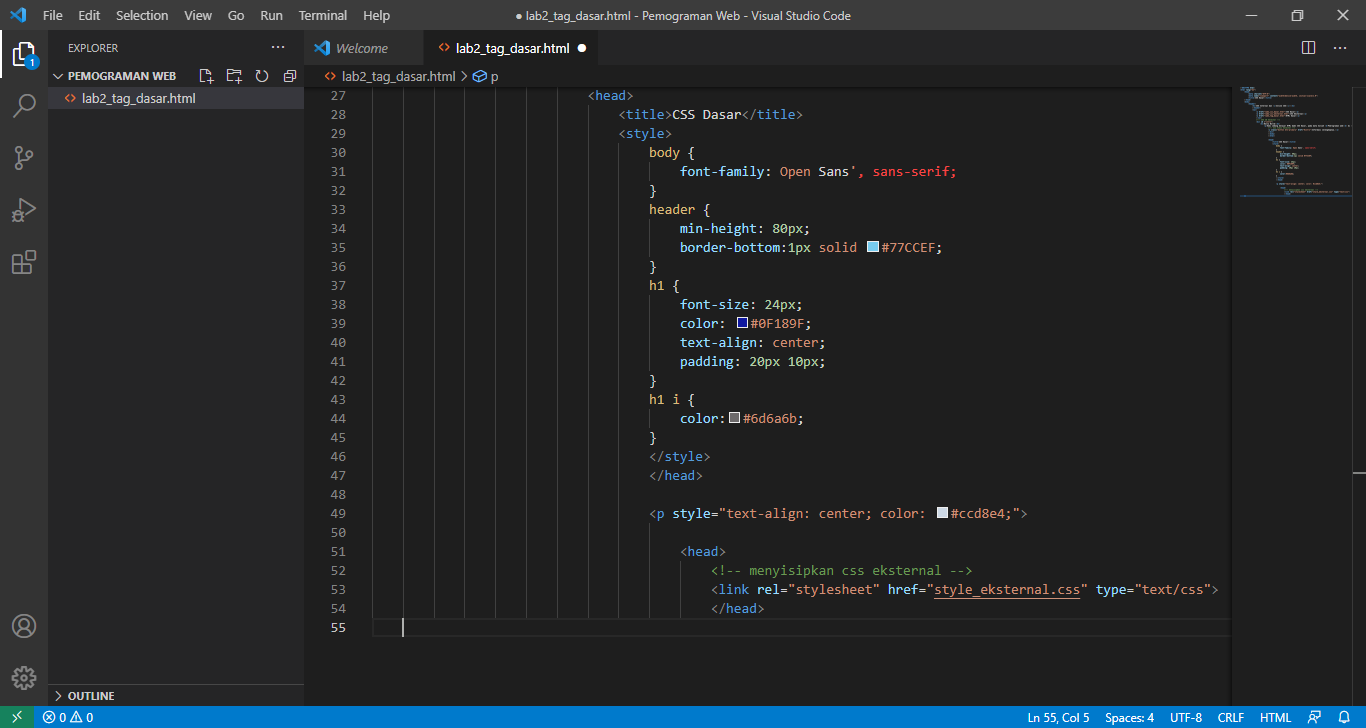 File Edit Selection View Go Run Terminal Help
● lab2_tag_dasar.html - Pemograman Web - Visual Studio Code
EXPLORER
Welcome
lab2_tag_dasar.html
PEMOGRAMAN WEB
lab2_tag_dasar.html > p
lab2_tag_dasar.html
1
27 <head>
28 <title>CSS Dasar</title>
29 <style>
30 body {
31 font-family: Open Sans', sans-serif;
32 }
33 header {
34 min-height: 80px;
35 border-bottom:1px solid #77CCEF;
36 }
37 h1 {
38 font-size: 24px;
39 color: #0F189F;
40 text-align: center;
41 padding: 20px 10px;
42 }
43 h1 i {
44 color:#6d6a6b;
45 }
46 </style>
47 </head>
48
49 <p style="text-align: center; color: #ccd8e4;">
50
51 <head>
52 <!-- menyisipkan css eksternal -->
53 <link rel="stylesheet" href="style_eksternal.css" type="text/css">
54 </head>
55
OUTLINE
0 0
Ln 55, Col 5 Spaces: 4 UTF-8 CRLF HTML